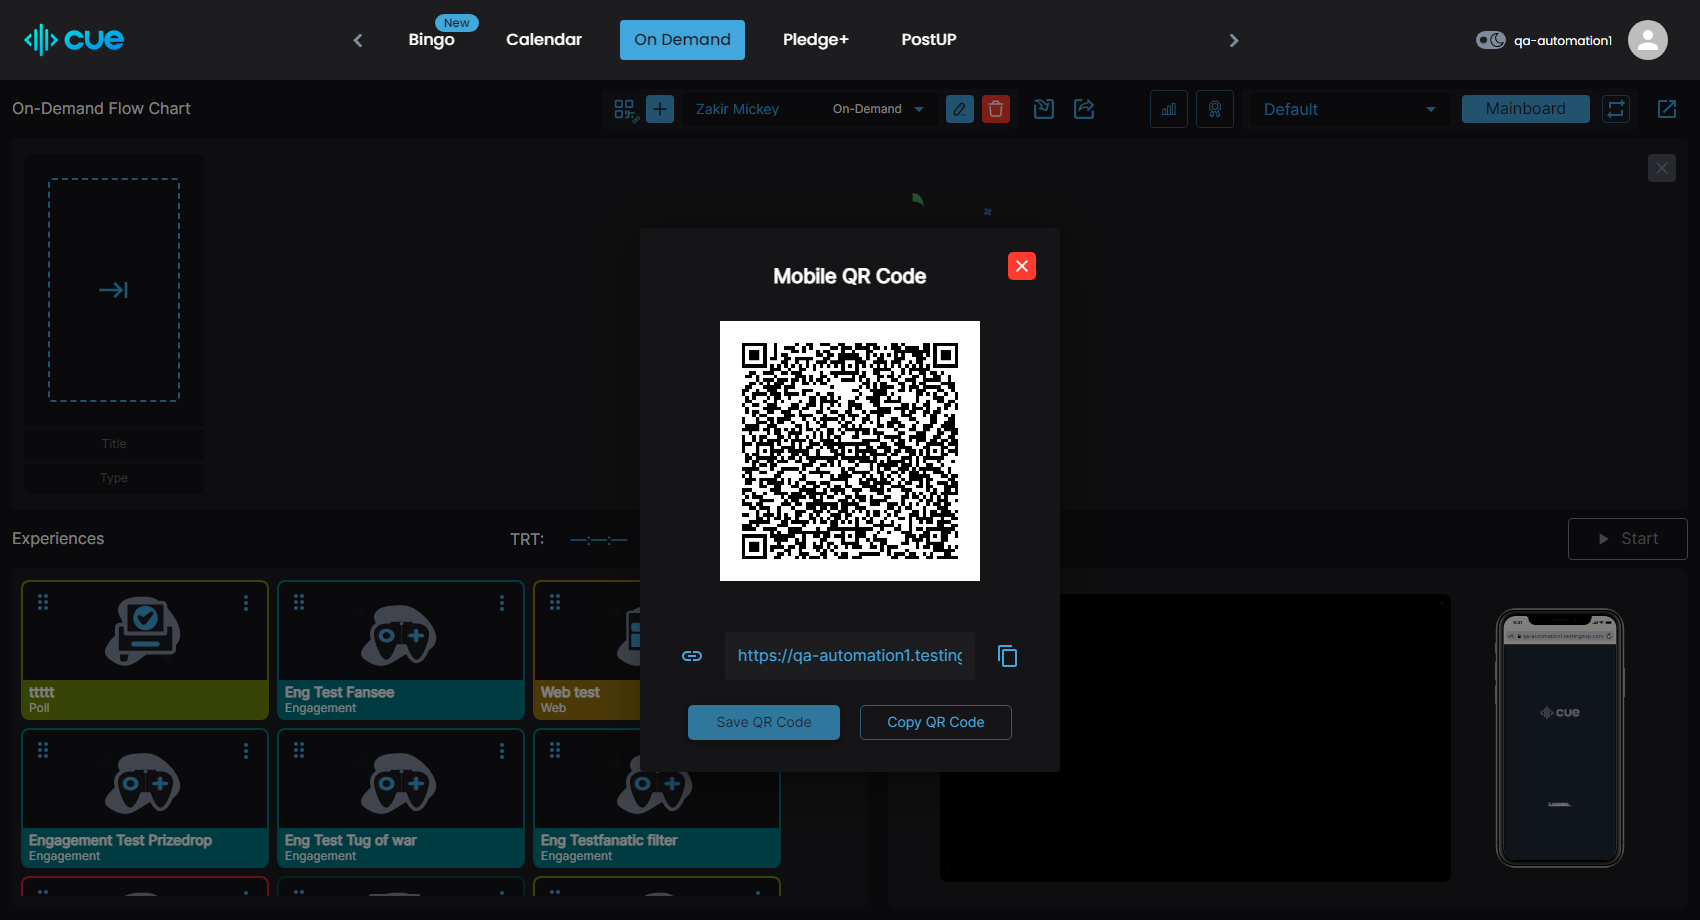 cue
New
Bingo
Calendar
On Demand
Pledge+
PostUP
qa-automation1
On-Demand Flow Chart
Zakir Mickey
On-Demand
Default
Mainboard
Mobile QR Code
Title
Type
Experiences
TRT:
--:--:--
Start
https://qa-automation1.testing
Save QR Code
Copy QR Code
ttttt
Poll
Eng Test Fansee
Engagement
Web test
Web
Engagement Test Prizedrop
Engagement
Eng Test Tug of war
Engagement
Eng Testfanatic filter
Engagement
9:41
cue